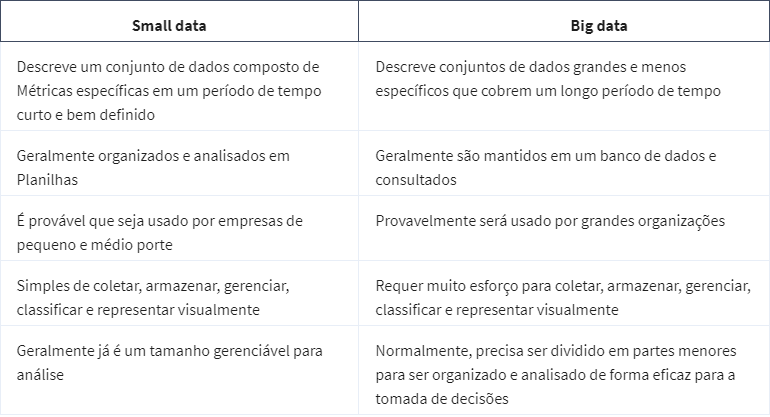 Small data
Big data
Descreve um conjunto de dados composto de
Métricas específicas em um período de tempo
curto e bem definido
Descreve conjuntos de dados grandes e menos
específicos que cobrem um longo período de tempo
Geralmente organizados e analisados em
Planilhas
Geralmente são mantidos em um banco de dados e
consultados
É provável que seja usado por empresas de
pequeno e médio porte
Provavelmente será usado por grandes organizações
Simples de coletar, armazenar, gerenciar,
classificar e representar visualmente
Requer muito esforço para coletar, armazenar, gerenciar,
classificar e representar visualmente
Geralmente já é um tamanho gerenciável para
análise
Normalmente, precisa ser dividido em partes menores
para ser organizado e analisado de forma eficaz para a
tomada de decisões